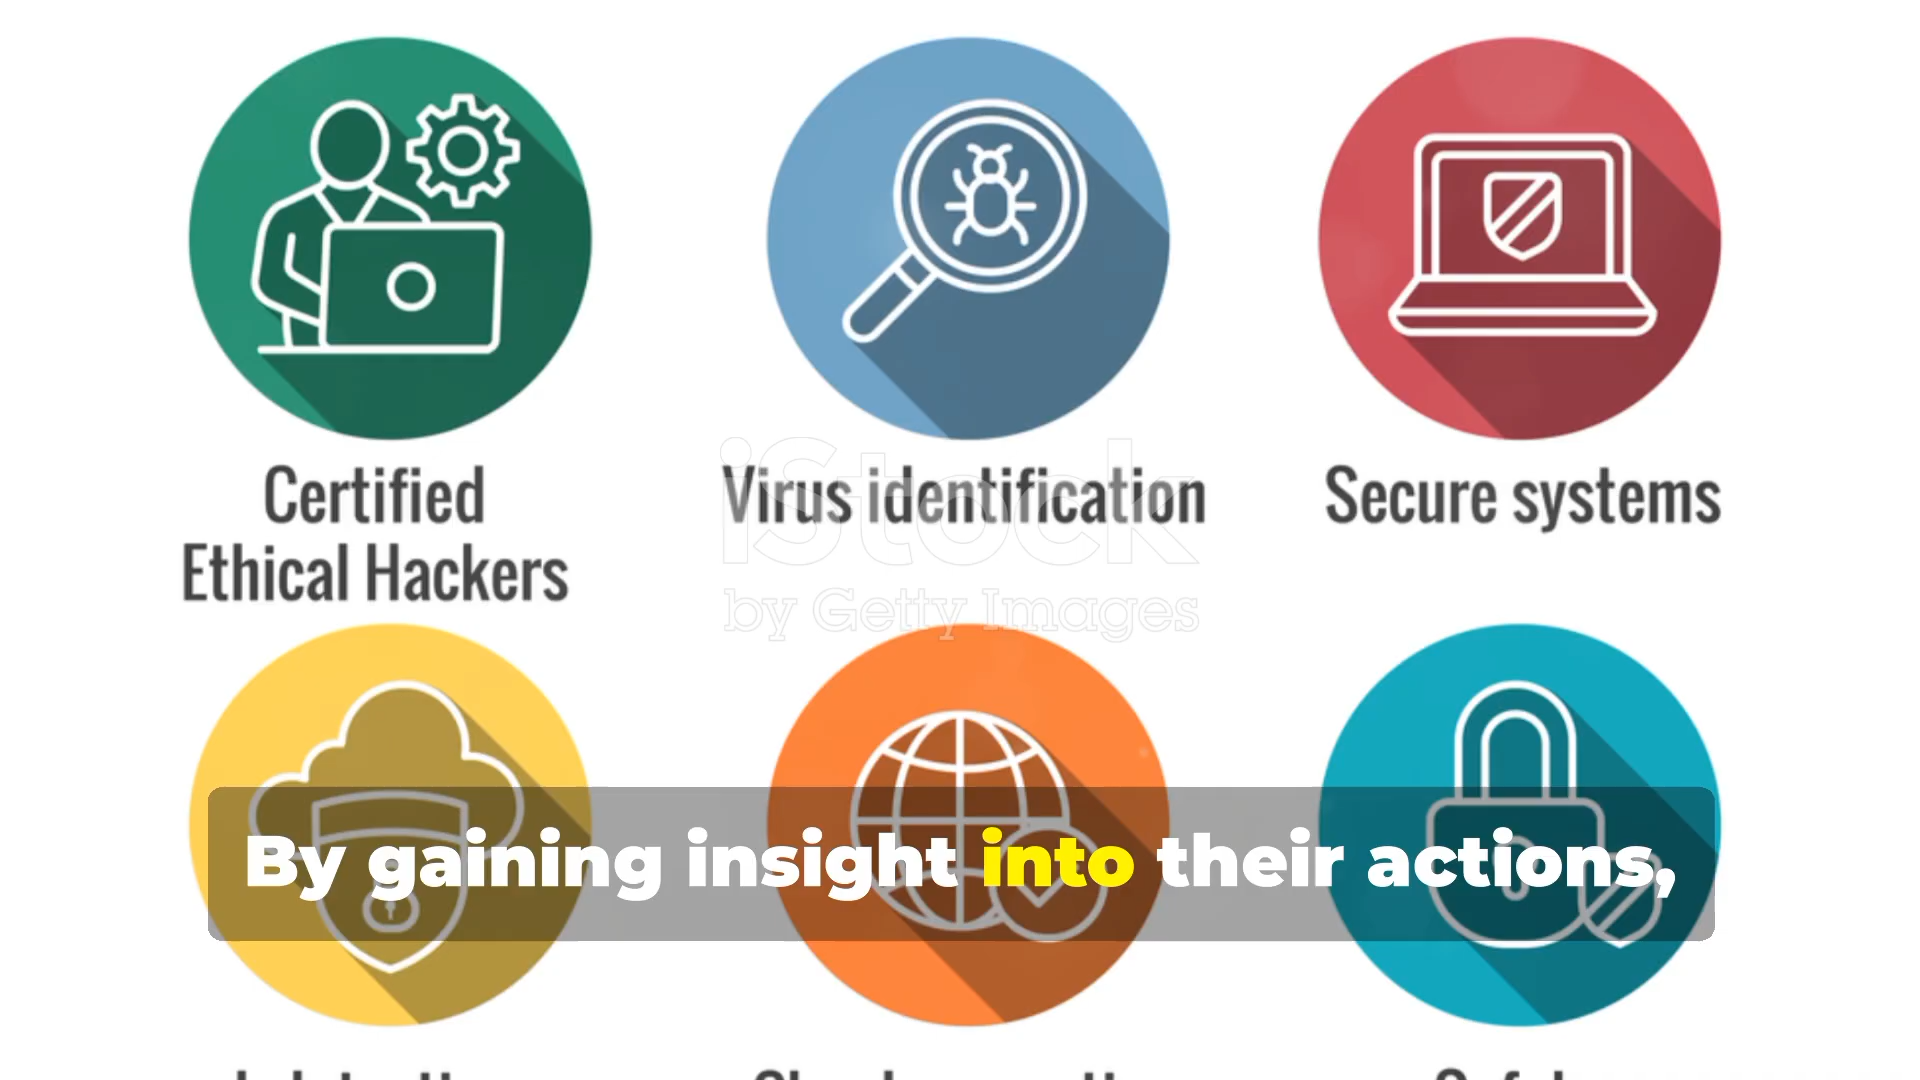 Certified
Ethical Hackers
Virus identification
Secure systems
iStock
by Getty Images
By gaining insight into their actions,